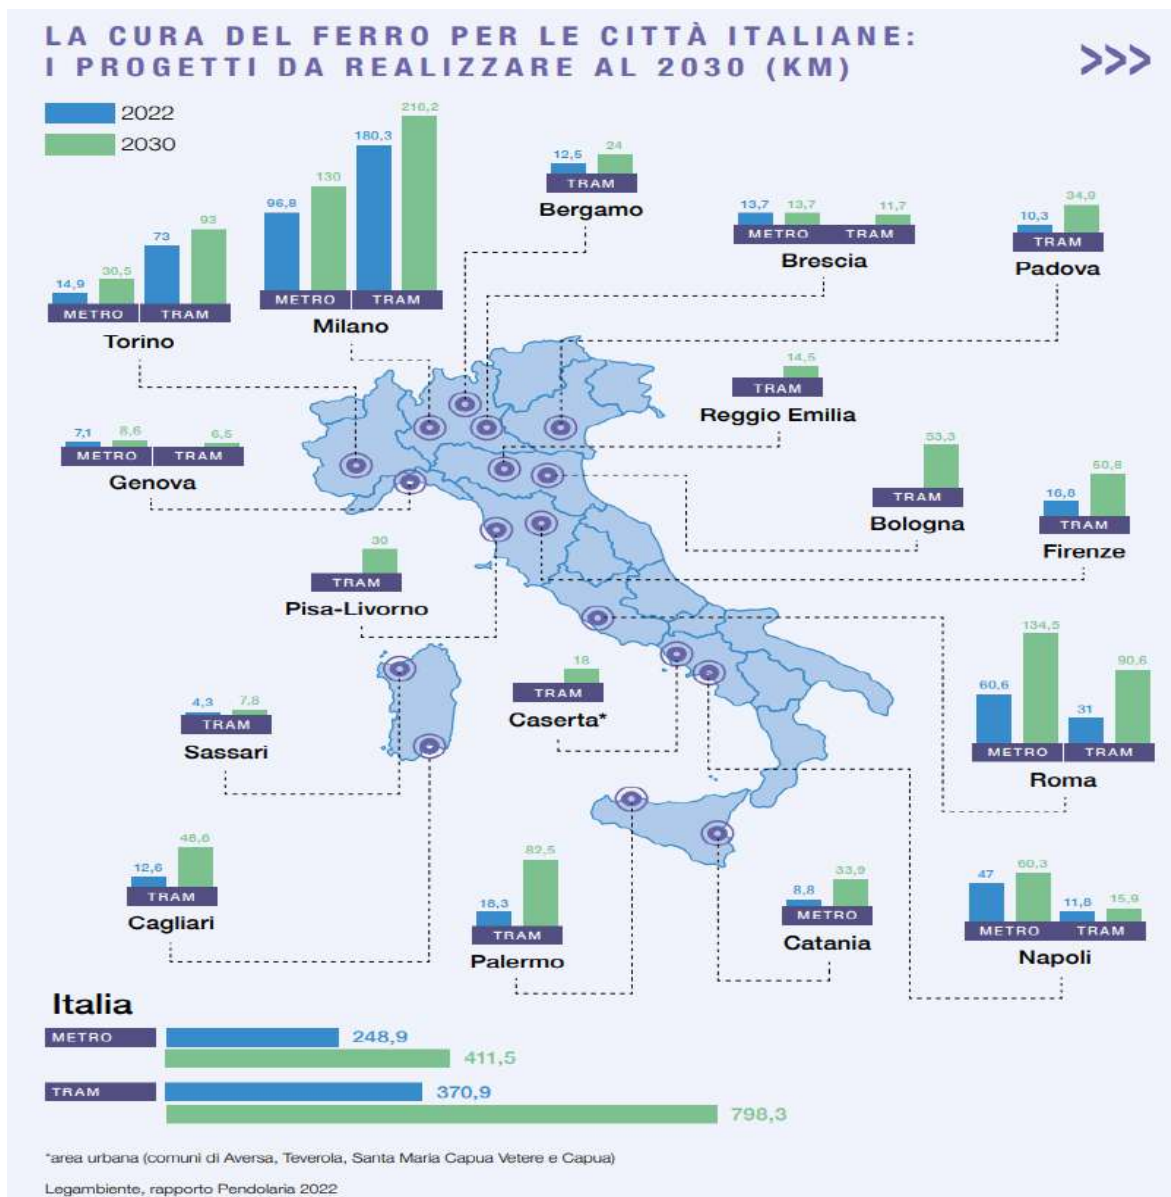 LA CURA DEL FERRO PER LE CITTÀ ITALIANE:
I PROGETTI DA REALIZZARE AL 2030 (KM)
>>>
2022
2030
14,9
30,5
73
93
METRO TRAM
Torino
96,8
130
180,3
216,2
METRO TRAM
Milano
12,5
24
TRAM
Bergamo
13,7
13,7
11,7
METRO TRAM
Brescia
10,3
34,9
TRAM
Padova
14,5
TRAM
Reggio Emilia
7,1
8,6
6,5
METRO TRAM
Genova
53,3
TRAM
Bologna
16,8
50,8
TRAM
Firenze
30
TRAM
Pisa-Livorno
18
TRAM
Caserta*
60,6
134,5
31
90,6
METRO TRAM
Roma
4,3
7,8
TRAM
Sassari
12,6
48,6
TRAM
Cagliari
18,3
82,5
TRAM
Palermo
8,8
33,9
METRO
Catania
47
60,3
11,8
15,9
METRO TRAM
Napoli
Italia
METRO
248,9
411,5
TRAM
370,9
798,3
*area urbana (comuni di Aversa, Teverola, Santa Maria Capua Vetere e Capua)
Legambiente, rapporto Pendolaria 2022